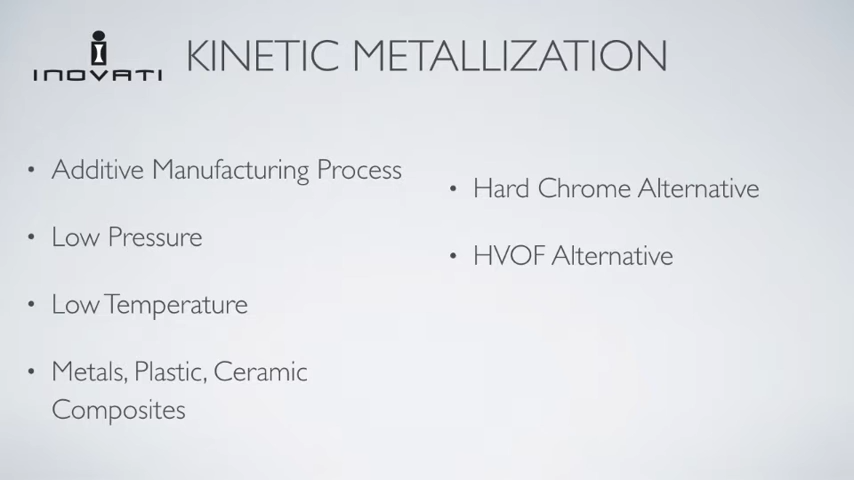 INOVATI
KINETIC METALLIZATION
• Additive Manufacturing Process
• Low Pressure
• Low Temperature
• Metals, Plastic, Ceramic
Composites
• Hard Chrome Alternative
• HVOF Alternative